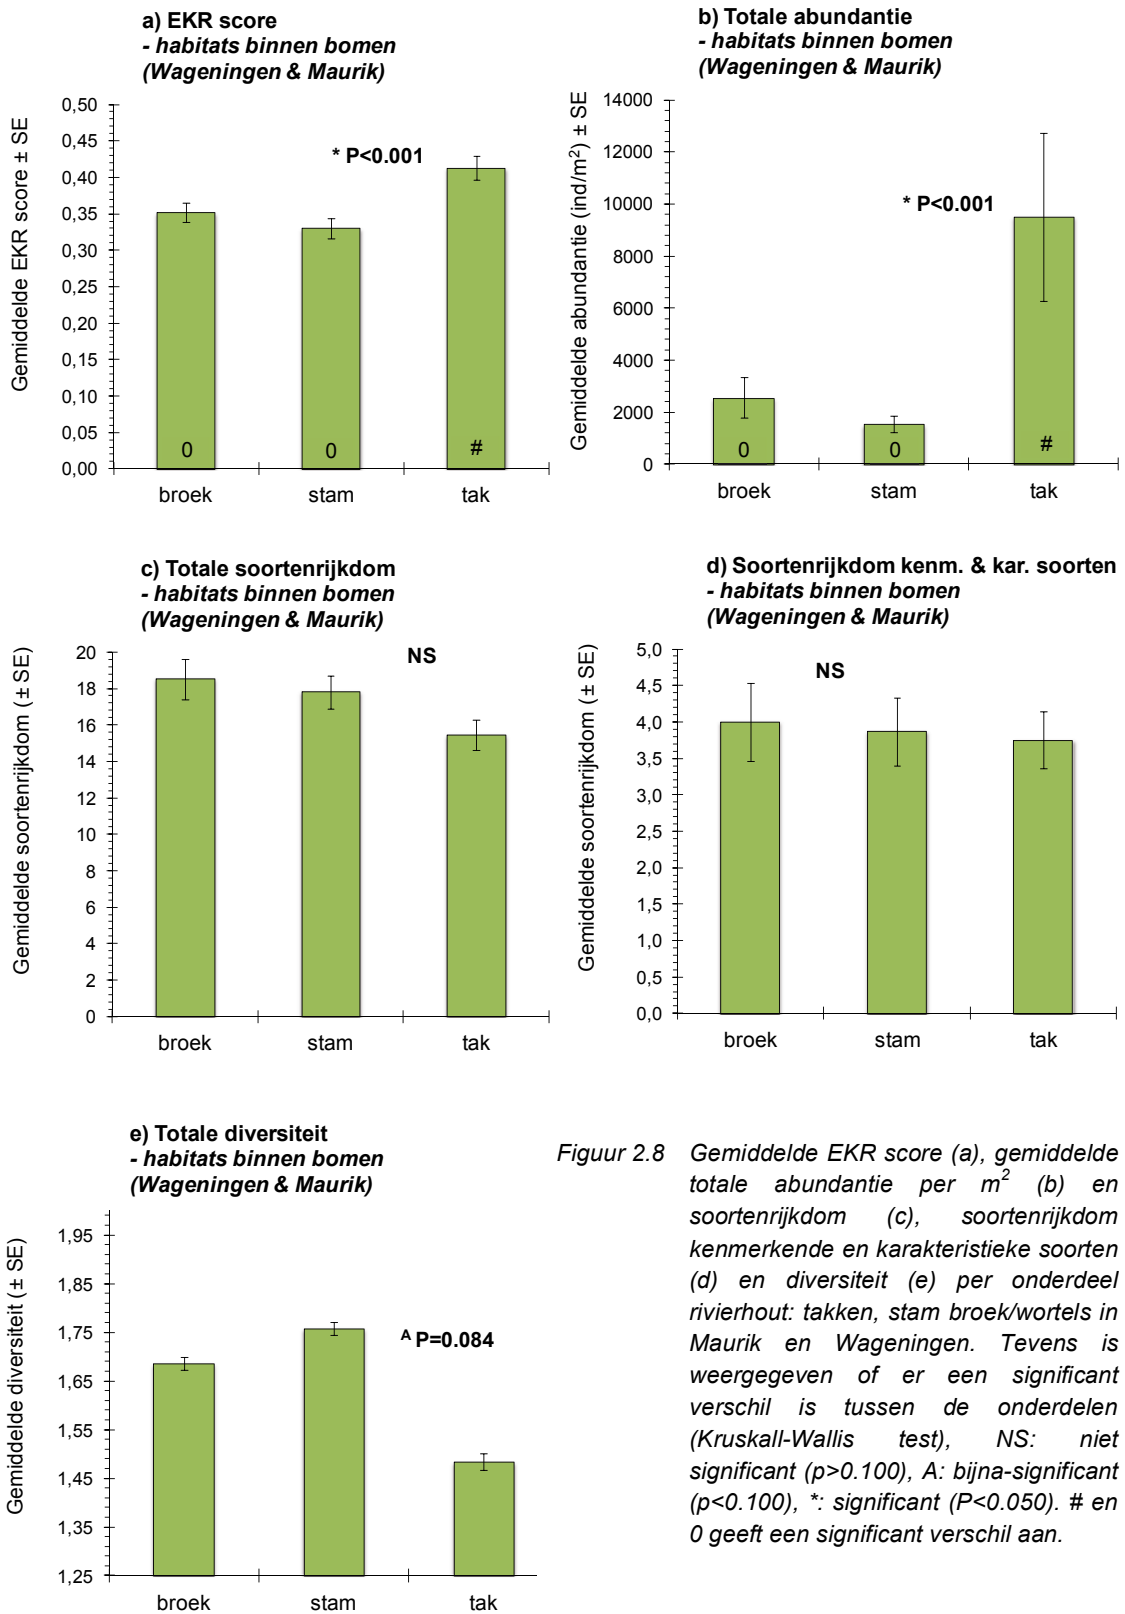 a) EKR score
- habitats binnen bomen
(Wageningen & Maurik)
Gemiddelde EKR score ± SE
0,50
0,45
0,40
0,35
0,30
0,25
0,20
0,15
0,10
0,05
0,00
* P<0.001
0
0
#
broek
stam
tak
b) Totale abundantie
- habitats binnen bomen
(Wageningen & Maurik)
Gemiddelde abundantie (ind/m²) ± SE
14000
12000
10000
8000
6000
4000
2000
0
* P<0.001
0
0
#
broek
stam
tak
c) Totale soortenrijkdom
- habitats binnen bomen
(Wageningen & Maurik)
Gemiddelde soortenrijkdom (± SE)
20
18
16
14
12
10
8
6
4
2
0
NS
broek
stam
tak
d) Soortenrijkdom kenm. & kar. soorten
- habitats binnen bomen
(Wageningen & Maurik)
Gemiddelde soortenrijkdom (± SE)
5,0
4,5
4,0
3,5
3,0
2,5
2,0
1,5
1,0
0,5
0,0
NS
broek
stam
tak
e) Totale diversiteit
- habitats binnen bomen
(Wageningen & Maurik)
Gemiddelde diversiteit (± SE)
1,95
1,85
1,75
1,65
1,55
1,45
1,35
1,25
A P=0.084
broek
stam
tak
Figuur 2.8 Gemiddelde EKR score (a), gemiddelde
totale abundantie per m² (b) en
soortenrijkdom (c), soortenrijkdom
kenmerkende en karakteristieke soorten
(d) en diversiteit (e) per onderdeel
rivierhout: takken, stam broek/wortels in
Maurik en Wageningen. Tevens is
weergegeven of er een significant
verschil is tussen de onderdelen
(Kruskall-Wallis test), NS: niet
significant (p>0.100), A: bijna-significant
(p<0.100), *: significant (P<0.050). # en
0 geeft een significant verschil aan.